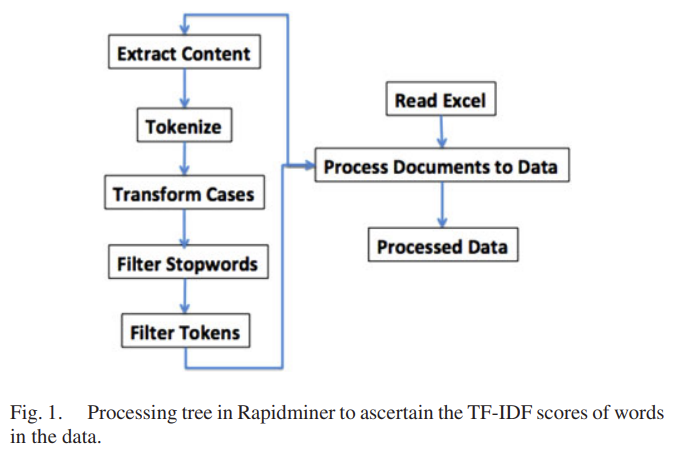 Extract Content
Tokenize
Transform Cases
Filter Stopwords
Filter Tokens
Read Excel
Process Documents to Data
Processed Data
Fig. 1. Processing tree in Rapidminer to ascertain the TF-IDF scores of words
in the data.